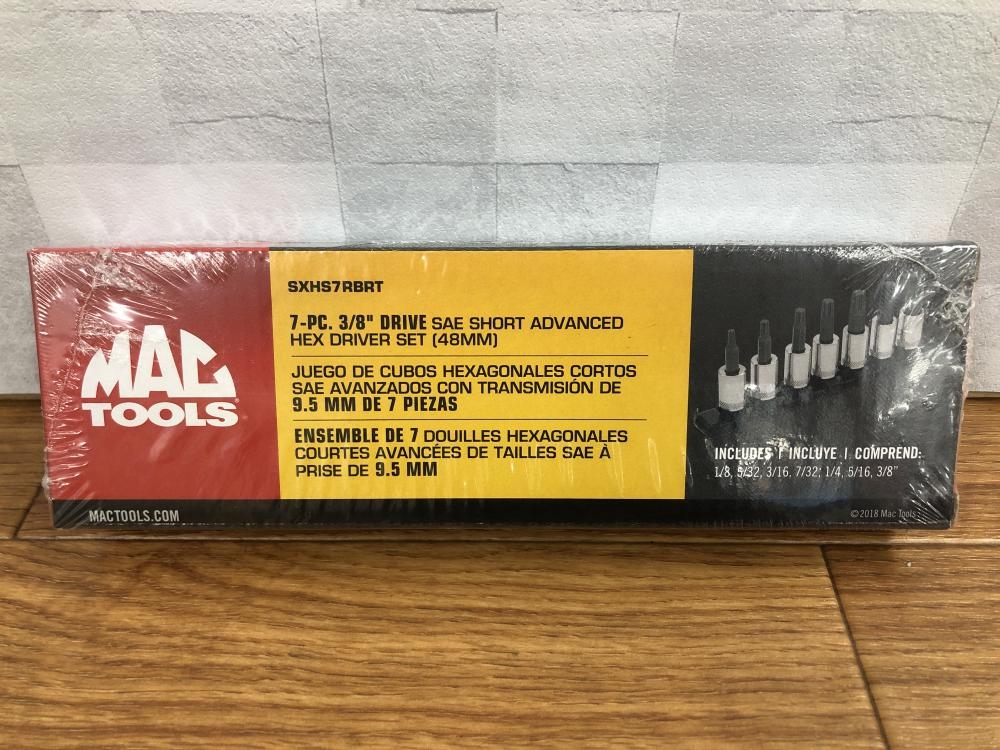 MAC
TOOLS®
MACTOOLS.COM
SXHS7RBRT
7-PC. 3/8" DRIVE SAE SHORT ADVANCED
HEX DRIVER SET (48MM)
JUEGO DE CUBOS HEXAGONALES CORTOS
SAE AVANZADOS CON TRANSMISIÓN DE
9.5 MM DE 7 PIEZAS
ENSEMBLE DE 7 DOUILLES HEXAGONALES
COURTES AVANCÉES DE TAILLES SAE À
PRISE DE 9.5 MM
INCLUDES | INCLUYE | COMPREND:
1/8, 5/32, 3/16, 7/32, 1/4, 5/16, 3/8"
©2018 Mac Tools